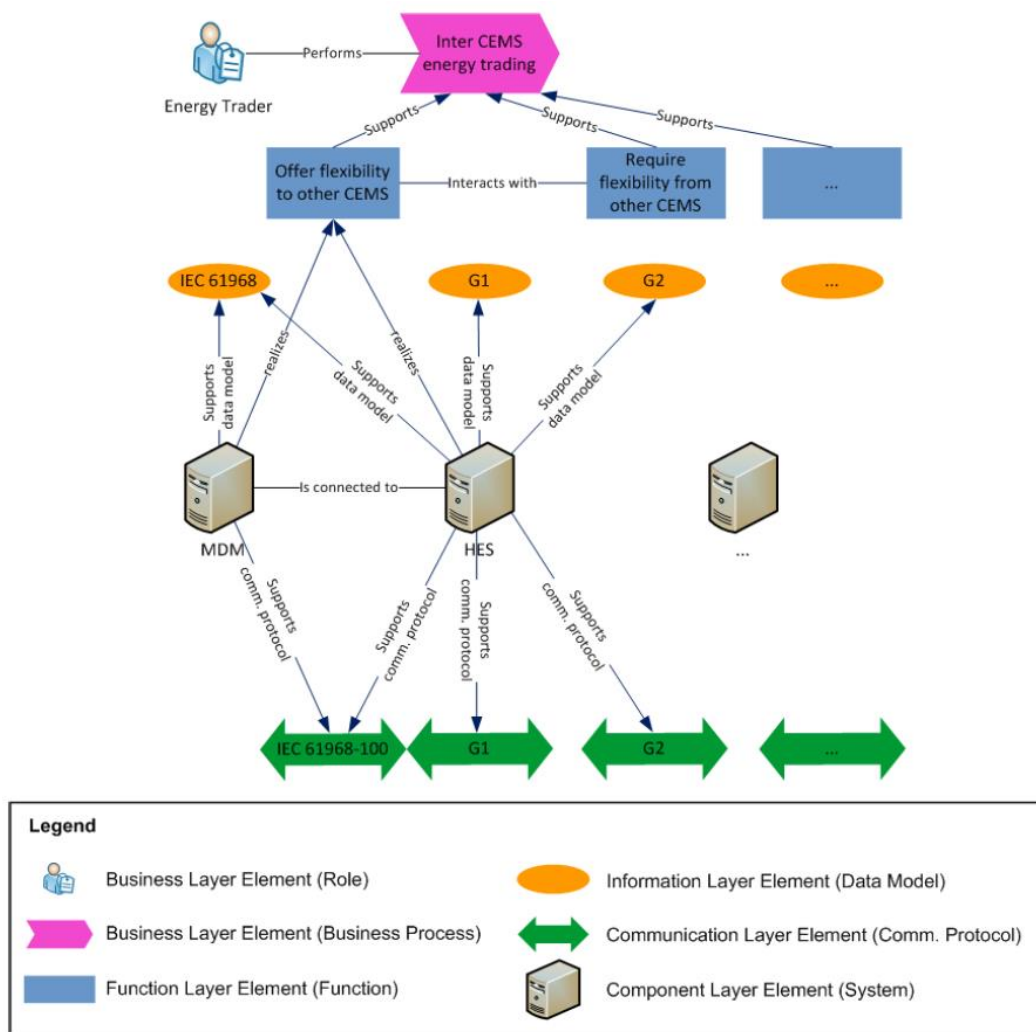 Energy Trader
Performs
Inter CEMS
energy trading
Supports
Supports
Supports
Offer flexibility
to other CEMS
Interacts with
Require
flexibility from
other CEMS
...
IEC 61968
G1
G2
...
Supports
data model
realizes
Supports
data model
realizes
Supports
data model
Supports
data model
MDM
Is connected to
HES
...
Supports
comm. protocol
Supports
comm. protocol
Supports
comm. protocol
Supports
comm. protocol
IEC 61968-100
G1
G2
...
Legend
Business Layer Element (Role)
Business Layer Element (Business Process)
Function Layer Element (Function)
Information Layer Element (Data Model)
Communication Layer Element (Comm. Protocol)
Component Layer Element (System)